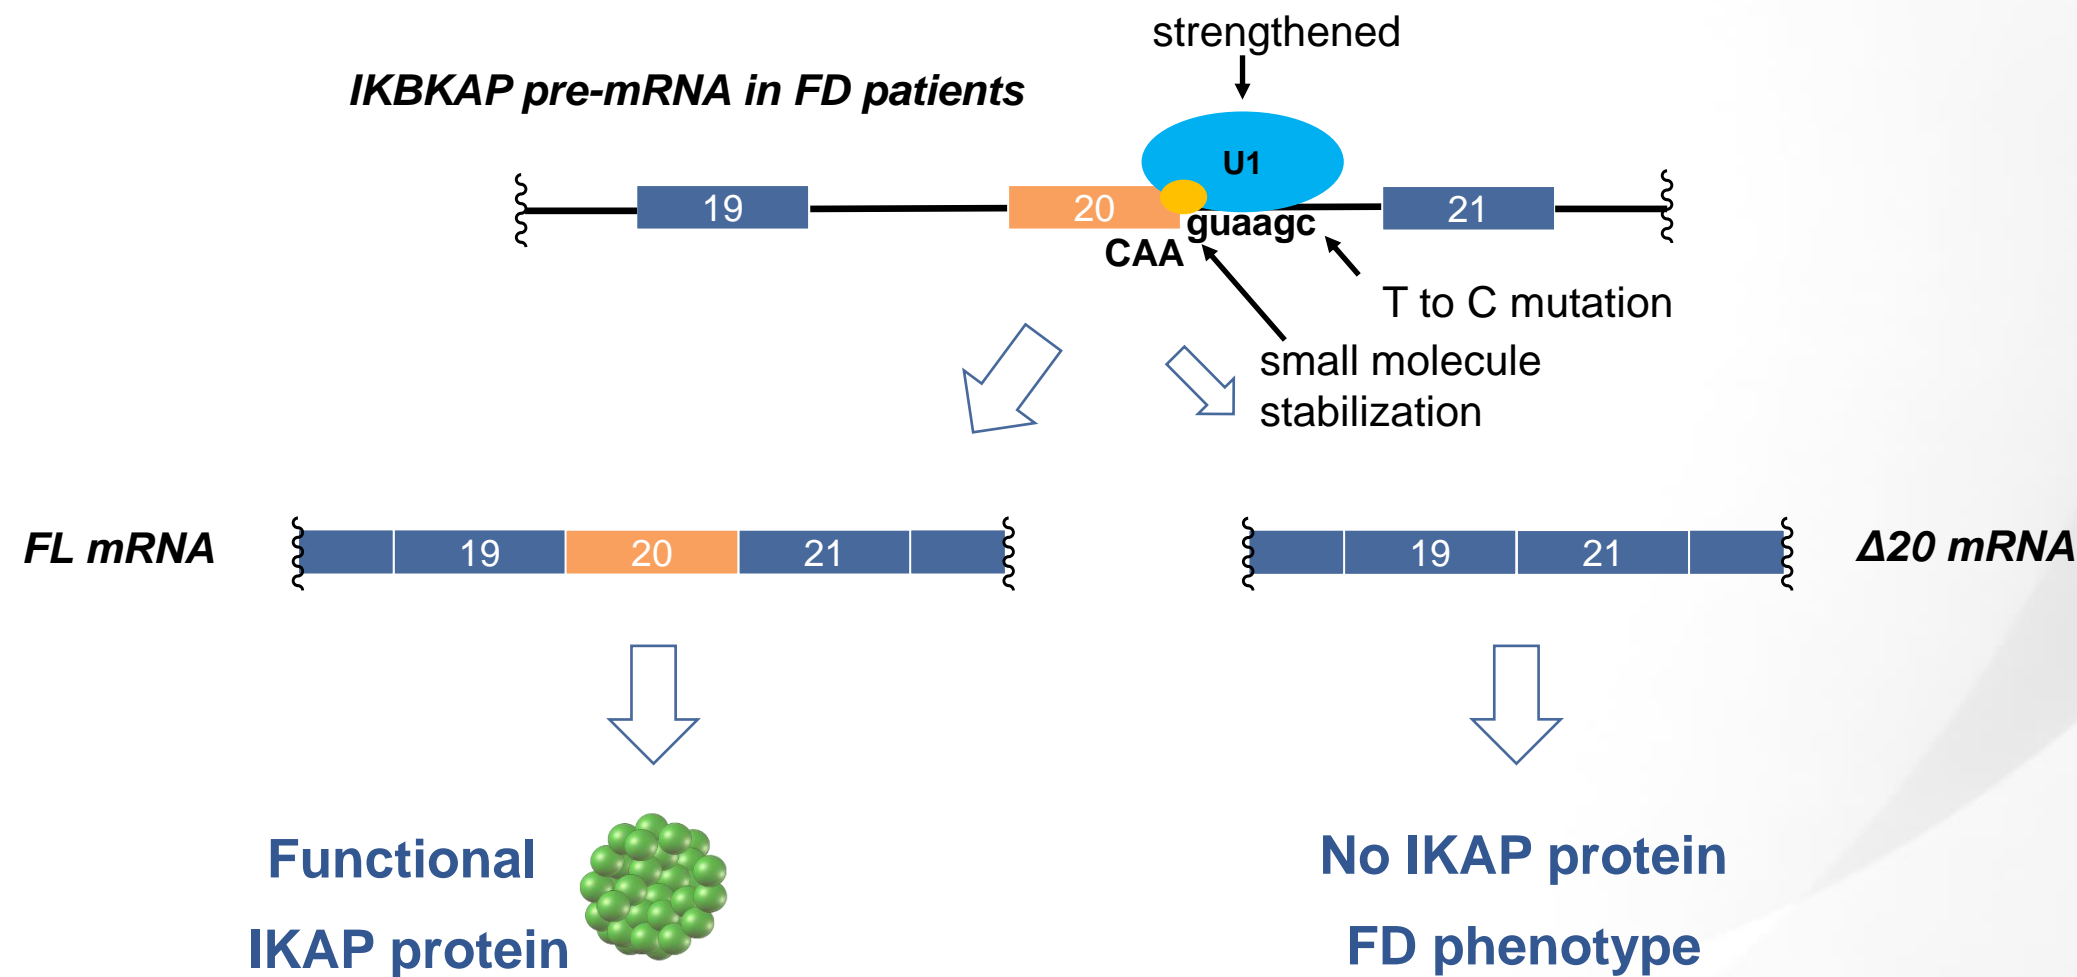 strengthened
IKBKAP pre-mRNA in FD patients
U1
19
20
21
guaagc
CAA
T to C mutation
small molecule
stabilization
FL mRNA
19
20
21
19
21
Δ20 mRNA
Functional
IKAP protein
No IKAP protein
FD phenotype